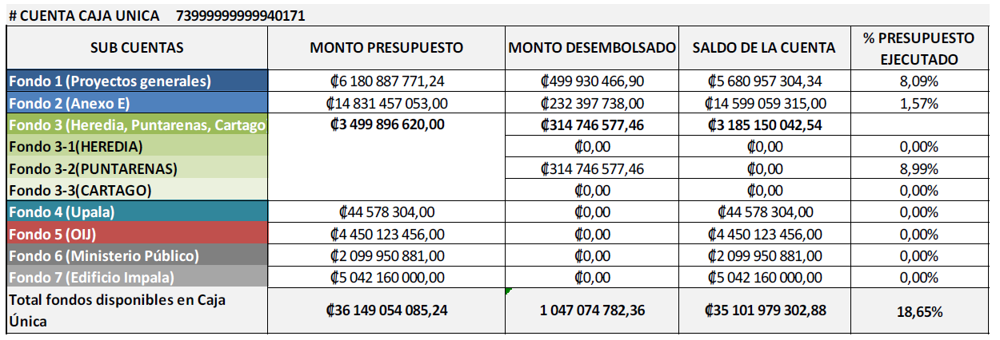 # CUENTA CAJA UNICA 73999999999940171
SUB CUENTAS MONTO PRESUPUESTO MONTO DESEMBOLSADO SALDO DE LA CUENTA % PRESUPUESTO EJECUTADO
Fondo 1 (Proyectos generales) ₡6 180 887 771,24 ₡499 930 466,90 ₡5 680 957 304,34 8,09%
Fondo 2 (Anexo E) ₡14 831 457 053,00 ₡232 397 738,00 ₡14 599 059 315,00 1,57%
Fondo 3 (Heredia, Puntarenas, Cartago ₡3 499 896 620,00 ₡314 746 577,46 ₡3 185 150 042,54
Fondo 3-1(HEREDIA) ₡0,00 ₡0,00 0,00%
Fondo 3-2(PUNTARENAS) ₡314 746 577,46 ₡0,00 8,99%
Fondo 3-3(CARTAGO) ₡0,00 ₡0,00 0,00%
Fondo 4 (Upala) ₡44 578 304,00 ₡0,00 ₡44 578 304,00 0,00%
Fondo 5 (OIJ) ₡4 450 123 456,00 ₡0,00 ₡4 450 123 456,00 0,00%
Fondo 6 (Ministerio Público) ₡2 099 950 881,00 ₡0,00 ₡2 099 950 881,00 0,00%
Fondo 7 (Edificio Impala) ₡5 042 160 000,00 ₡0,00 ₡5 042 160 000,00 0,00%
Total fondos disponibles en Caja Única ₡36 149 054 085,24 1 047 074 782,36 ₡35 101 979 302,88 18,65%